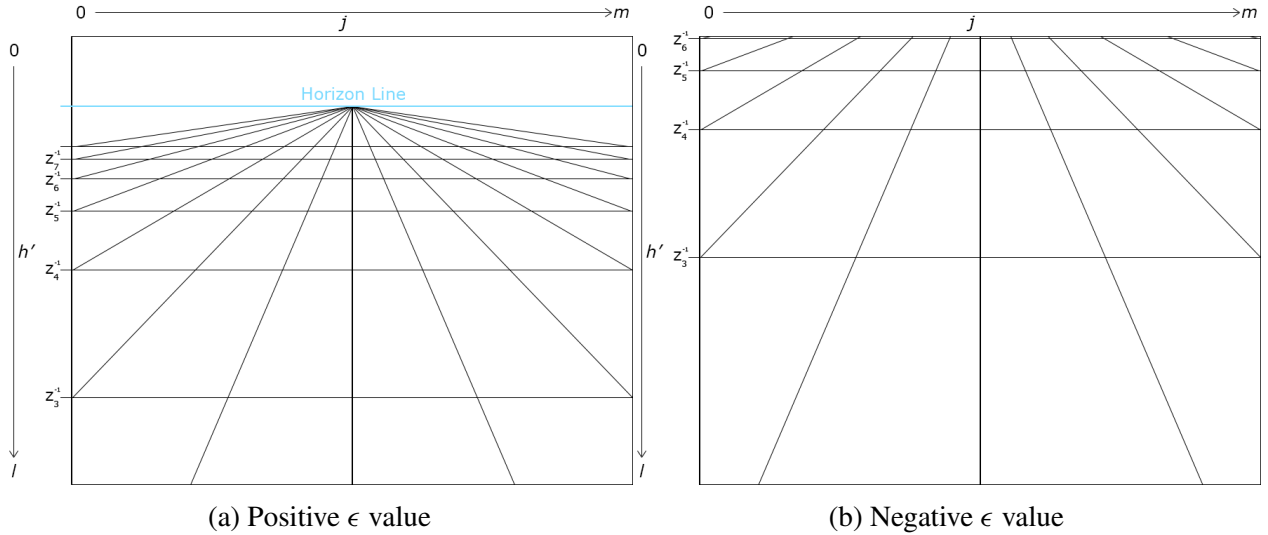 0 m
j
0
Horizon Line
z₇⁻¹
z₆⁻¹
z₅⁻¹
h′
z₄⁻¹
z₃⁻¹
l
(a) Positive ϵ value
0 m
j
0
z₆⁻¹
z₅⁻¹
z₄⁻¹
h′
z₃⁻¹
l
(b) Negative ϵ value